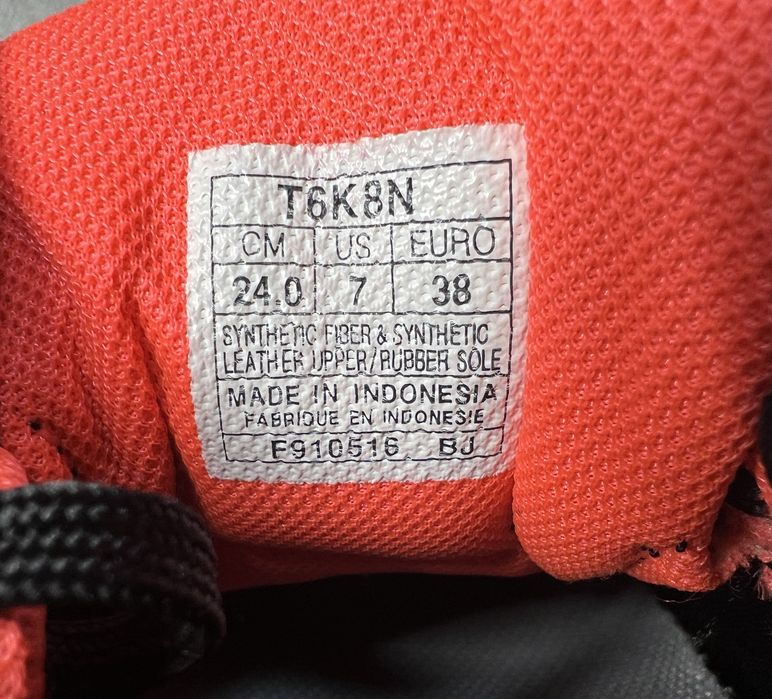 T6K8N
CM US EURO
24.0 7 38
SYNTHETIC FIBER & SYNTHETIC
LEATHER UPPER/RUBBER SOLE
MADE IN INDONESIA
FABRIQUE EN INDONESIE
F910516 BJ